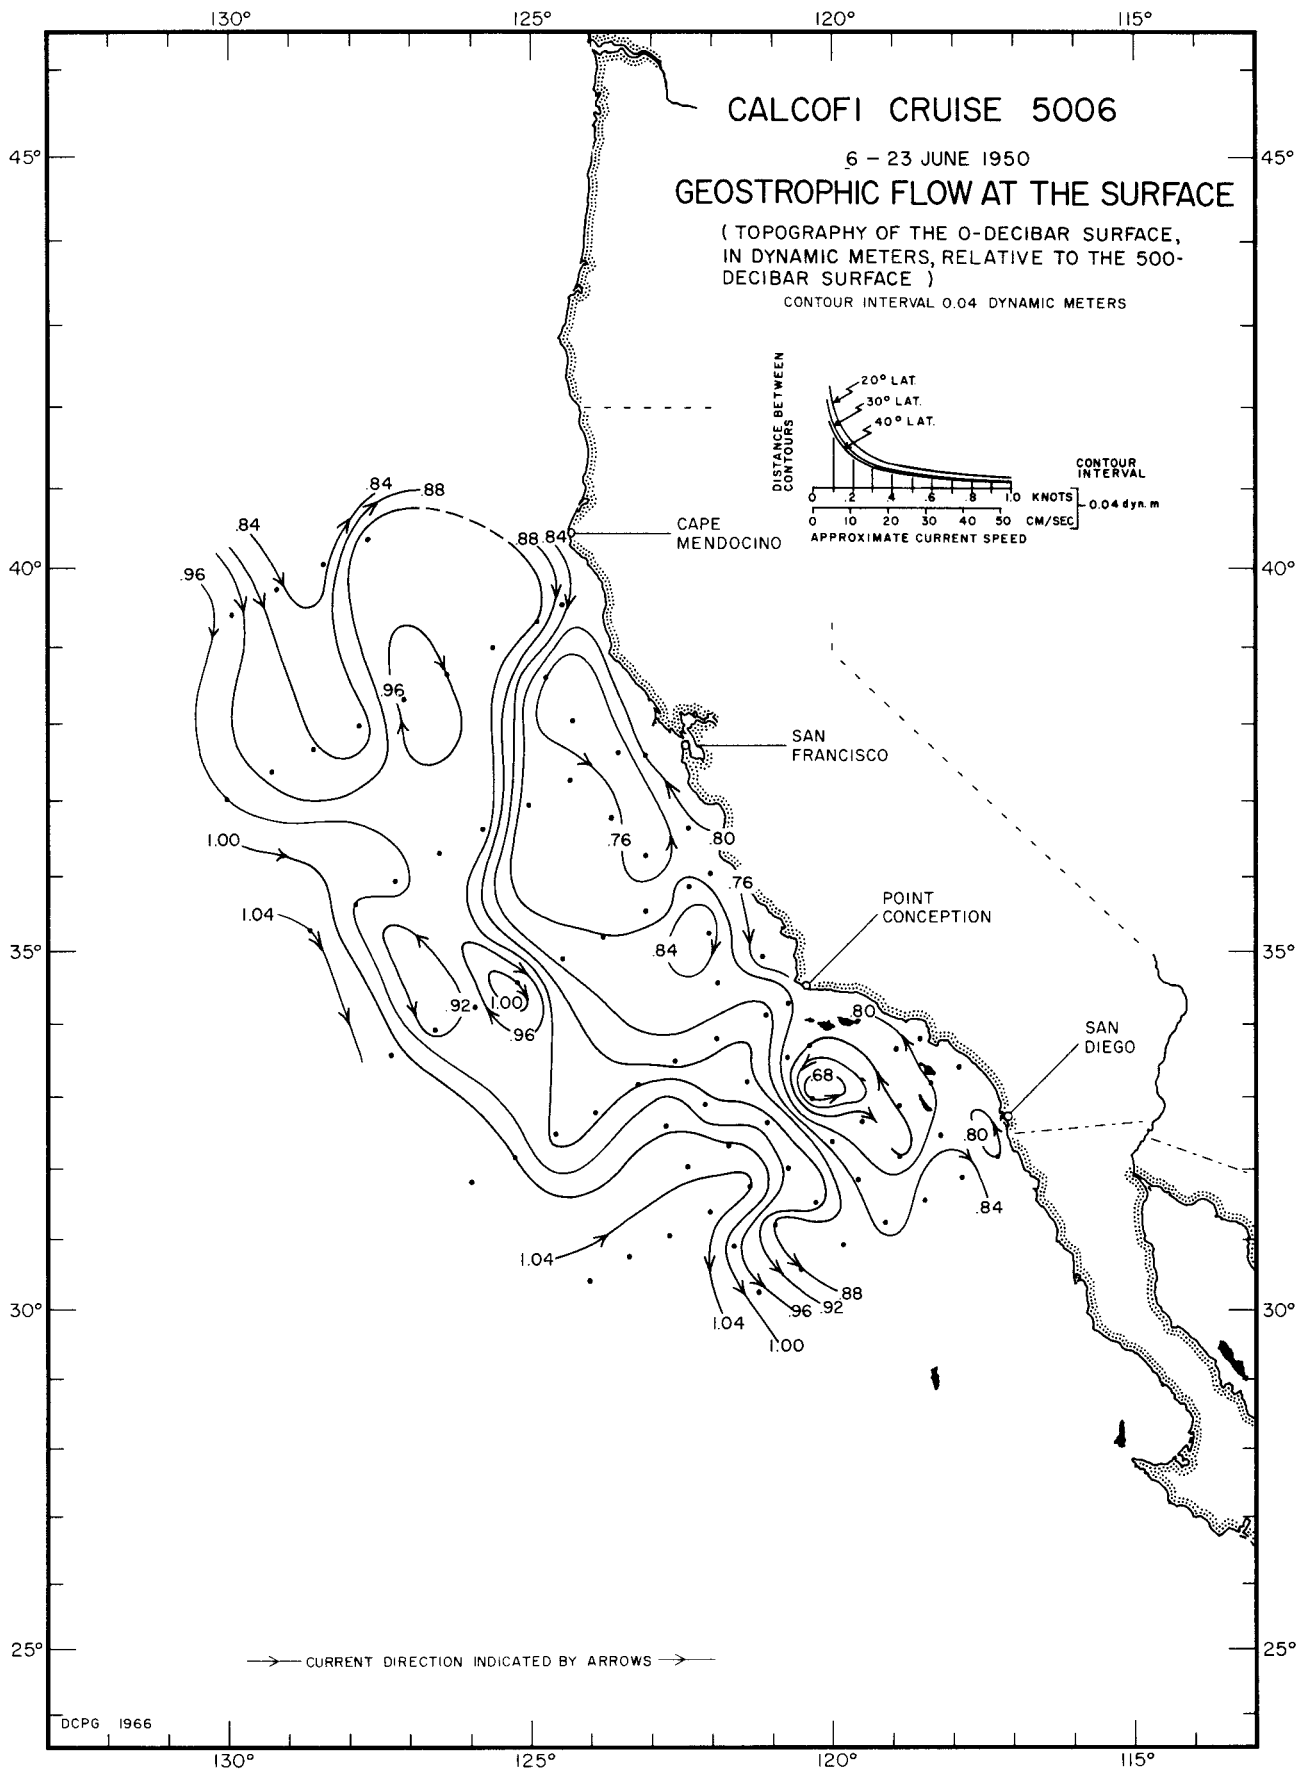 130° 125° 120° 115°
CALCOFI CRUISE 5006
45° 45°
6 – 23 JUNE 1950
GEOSTROPHIC FLOW AT THE SURFACE
( TOPOGRAPHY OF THE 0-DECIBAR SURFACE,
IN DYNAMIC METERS, RELATIVE TO THE 500-
DECIBAR SURFACE )
CONTOUR INTERVAL 0.04 DYNAMIC METERS
DISTANCE BETWEEN
CONTOURS
20° LAT.
30° LAT.
40° LAT.
0 .2 .4 .6 .8 1.0 KNOTS
0 10 20 30 40 50 CM/SEC
CONTOUR
INTERVAL
0.04 dyn. m
APPROXIMATE CURRENT SPEED
.84 .88
.84
CAPE
MENDOCINO
.88 .84
40° 40°
.96
.96
SAN
FRANCISCO
1.00
.76
.80
.76
1.04
POINT
CONCEPTION
35° 35°
.84
.92
1.00
.96
.80
SAN
DIEGO
.68
.80
.84
1.04
.88
.92
.96
30° 30°
1.04
1.00
25° 25°
CURRENT DIRECTION INDICATED BY ARROWS
DCPG 1966
130° 125° 120° 115°